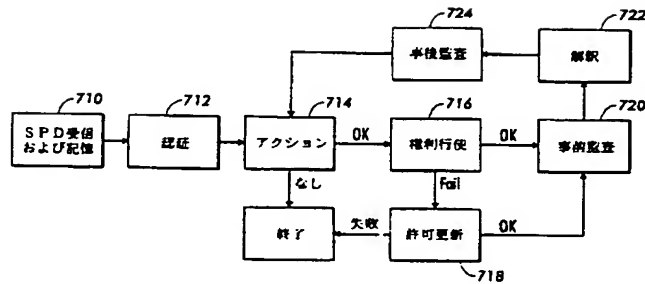 724
722
事後監査
解釈
710
712
714
716
720
SPD受信
および記憶
認証
アクション
OK
権利行使
OK
事前監査
なし
Fail
終了
失敗
許可更新
OK
718